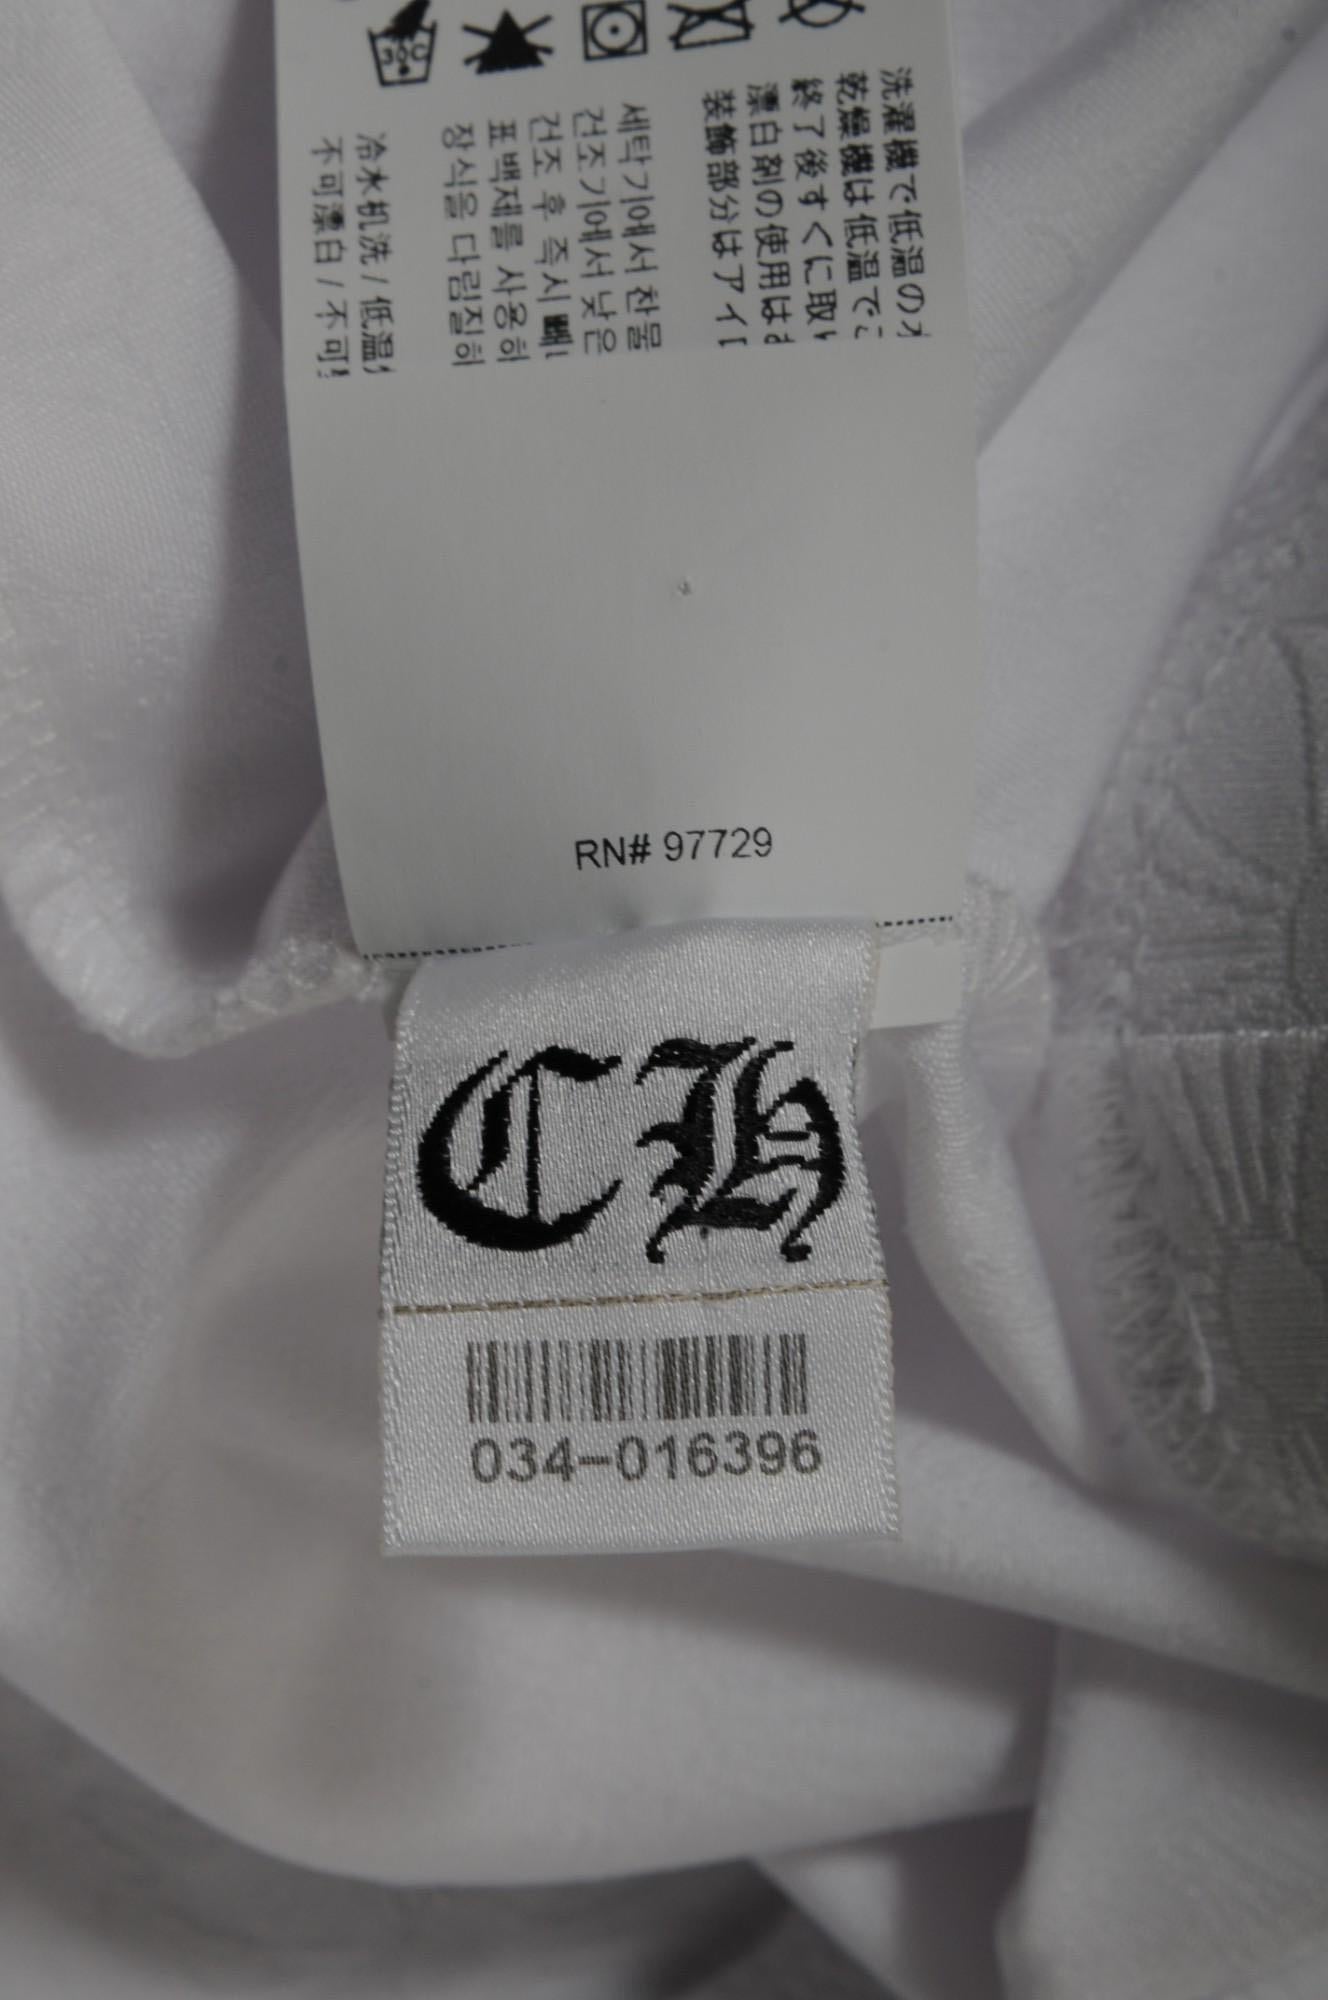 30C
洗濯機で低温の
乾燥機は低温で
終了後すぐに取
漂白剤の使用は
装飾部分はアイ
세탁기에서 찬물
건조기에서 낮은
건조 후 즉시
표백제를 사용하
장식을 다림질하
冷水机洗 / 低温
不可漂白 / 不可
RN# 97729
CH
034-016396